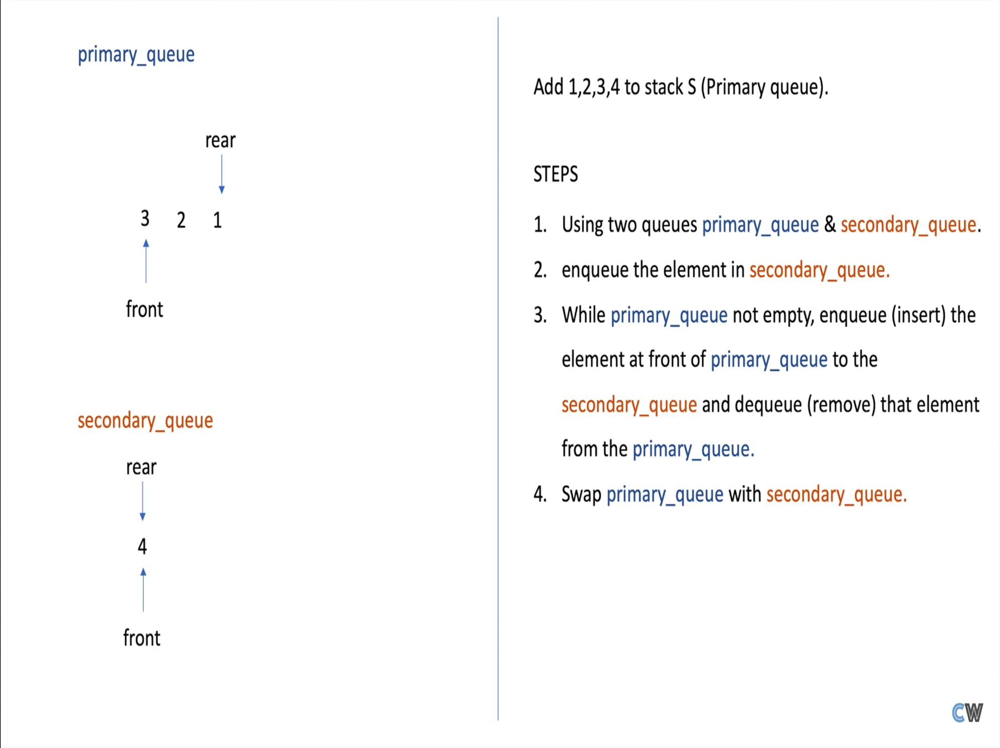 primary_queue
rear
3 2 1
front
secondary_queue
rear
4
front
Add 1,2,3,4 to stack S (Primary queue).
STEPS
1. Using two queues primary_queue & secondary_queue.
2. enqueue the element in secondary_queue.
3. While primary_queue not empty, enqueue (insert) the
element at front of primary_queue to the
secondary_queue and dequeue (remove) that element
from the primary_queue.
4. Swap primary_queue with secondary_queue.
CW